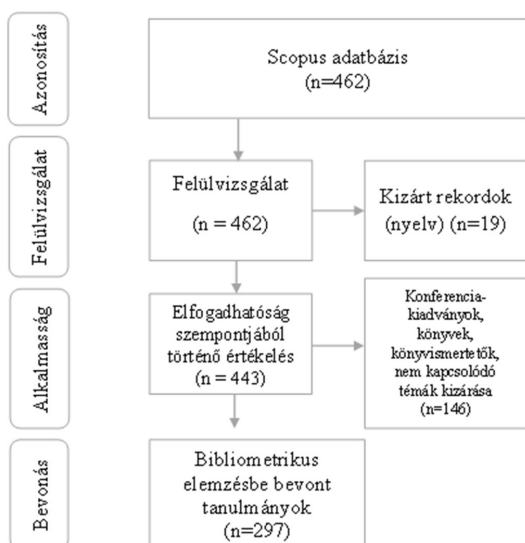 Azonosítás
Scopus adatbázis
(n=462)
Felülvizsgálat
Felülvizsgálat
(n = 462)
Kizárt rekordok
(nyelv) (n=19)
Alkalmasság
Elfogadhatóság
szempontjából
történő értékelés
(n = 443)
Konferencia-
kiadványok,
könyvek,
könyvismertetők,
nem kapcsolódó
témák kizárása
(n=146)
Bevonás
Bibliometrikus
elemzésbe bevont
tanulmányok
(n=297)